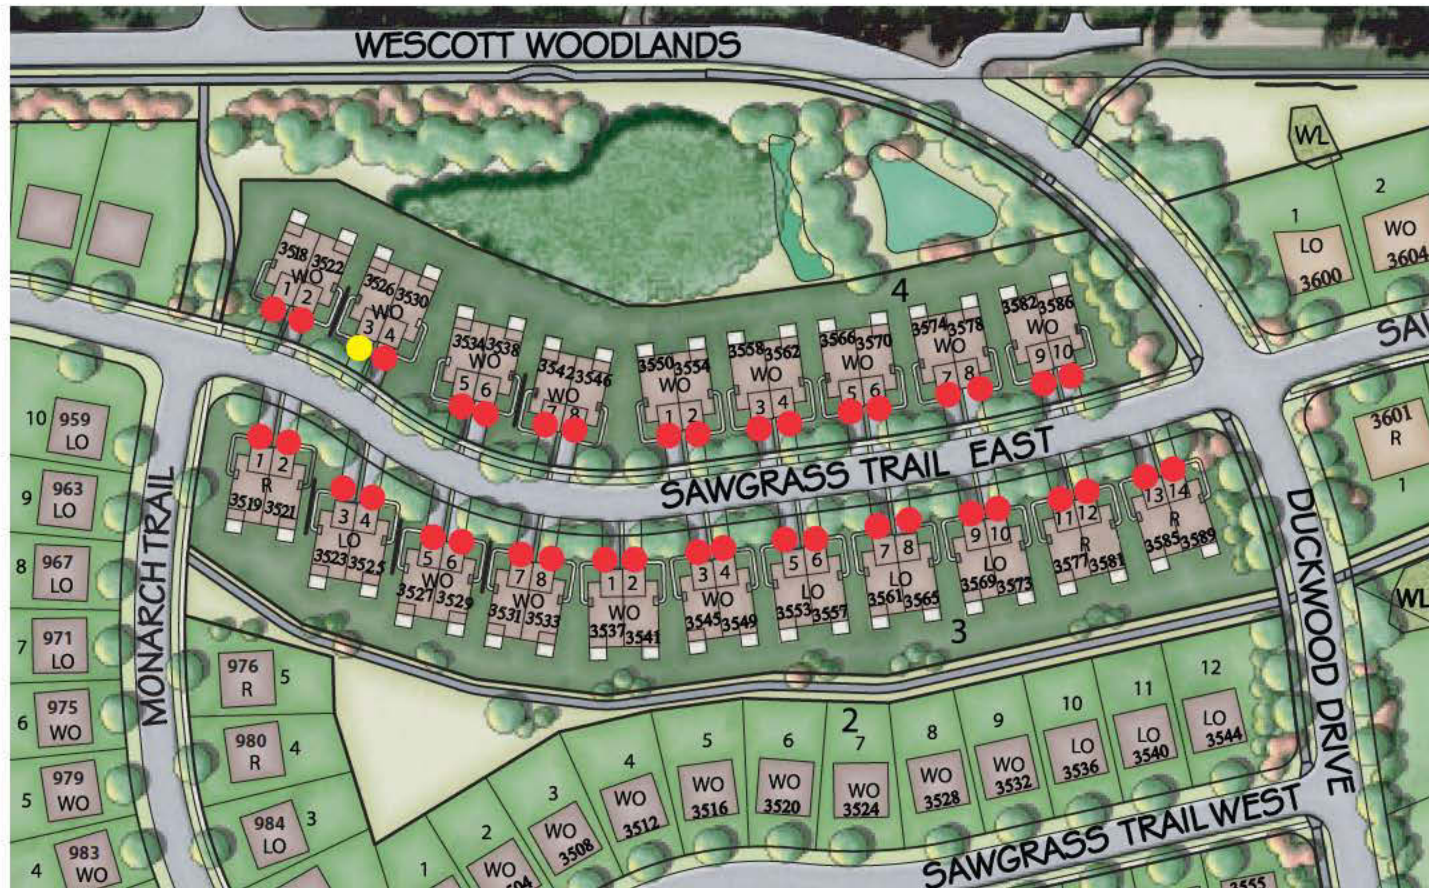 WESCOTT WOODLANDS
WL
1
LO
3600
2
WO
3604
4
3518 3522
WO
1 2
3526 3530
WO
3 4
3534 3538
WO
5 6
3542 3546
WO
7 8
3550 3554
WO
1 2
3558 3562
WO
3 4
3566 3570
WO
5 6
3574 3578
WO
7 8
3582 3586
WO
9 10
SAWGRASS TRAIL EAST
SAW
3601
R
1
WL
DUCKWOOD DRIVE
MONARCH TRAIL
10 959
LO
9 963
LO
8 967
LO
7 971
LO
6 975
WO
5 979
WO
4 983
WO
1 2
R
3519 3521
3 4
LO
3523 3525
5 6
WO
3527 3529
7 8
WO
3531 3533
1 2
WO
3537 3541
3 4
WO
3545 3549
5 6
LO
3553 3557
7 8
LO
3561 3565
9 10
LO
3569 3573
11 12
R
3577 3581
13 14
R
3585 3589
3
976
R
5
980
R
4
984
LO
3
2
1
2
WO
3
WO
3508
4
WO
3512
5
WO
3516
6
WO
3520
7
WO
3524
8
WO
3528
9
WO
3532
10
LO
3536
11
LO
3540
12
LO
3544
SAWGRASS TRAIL WEST
3555